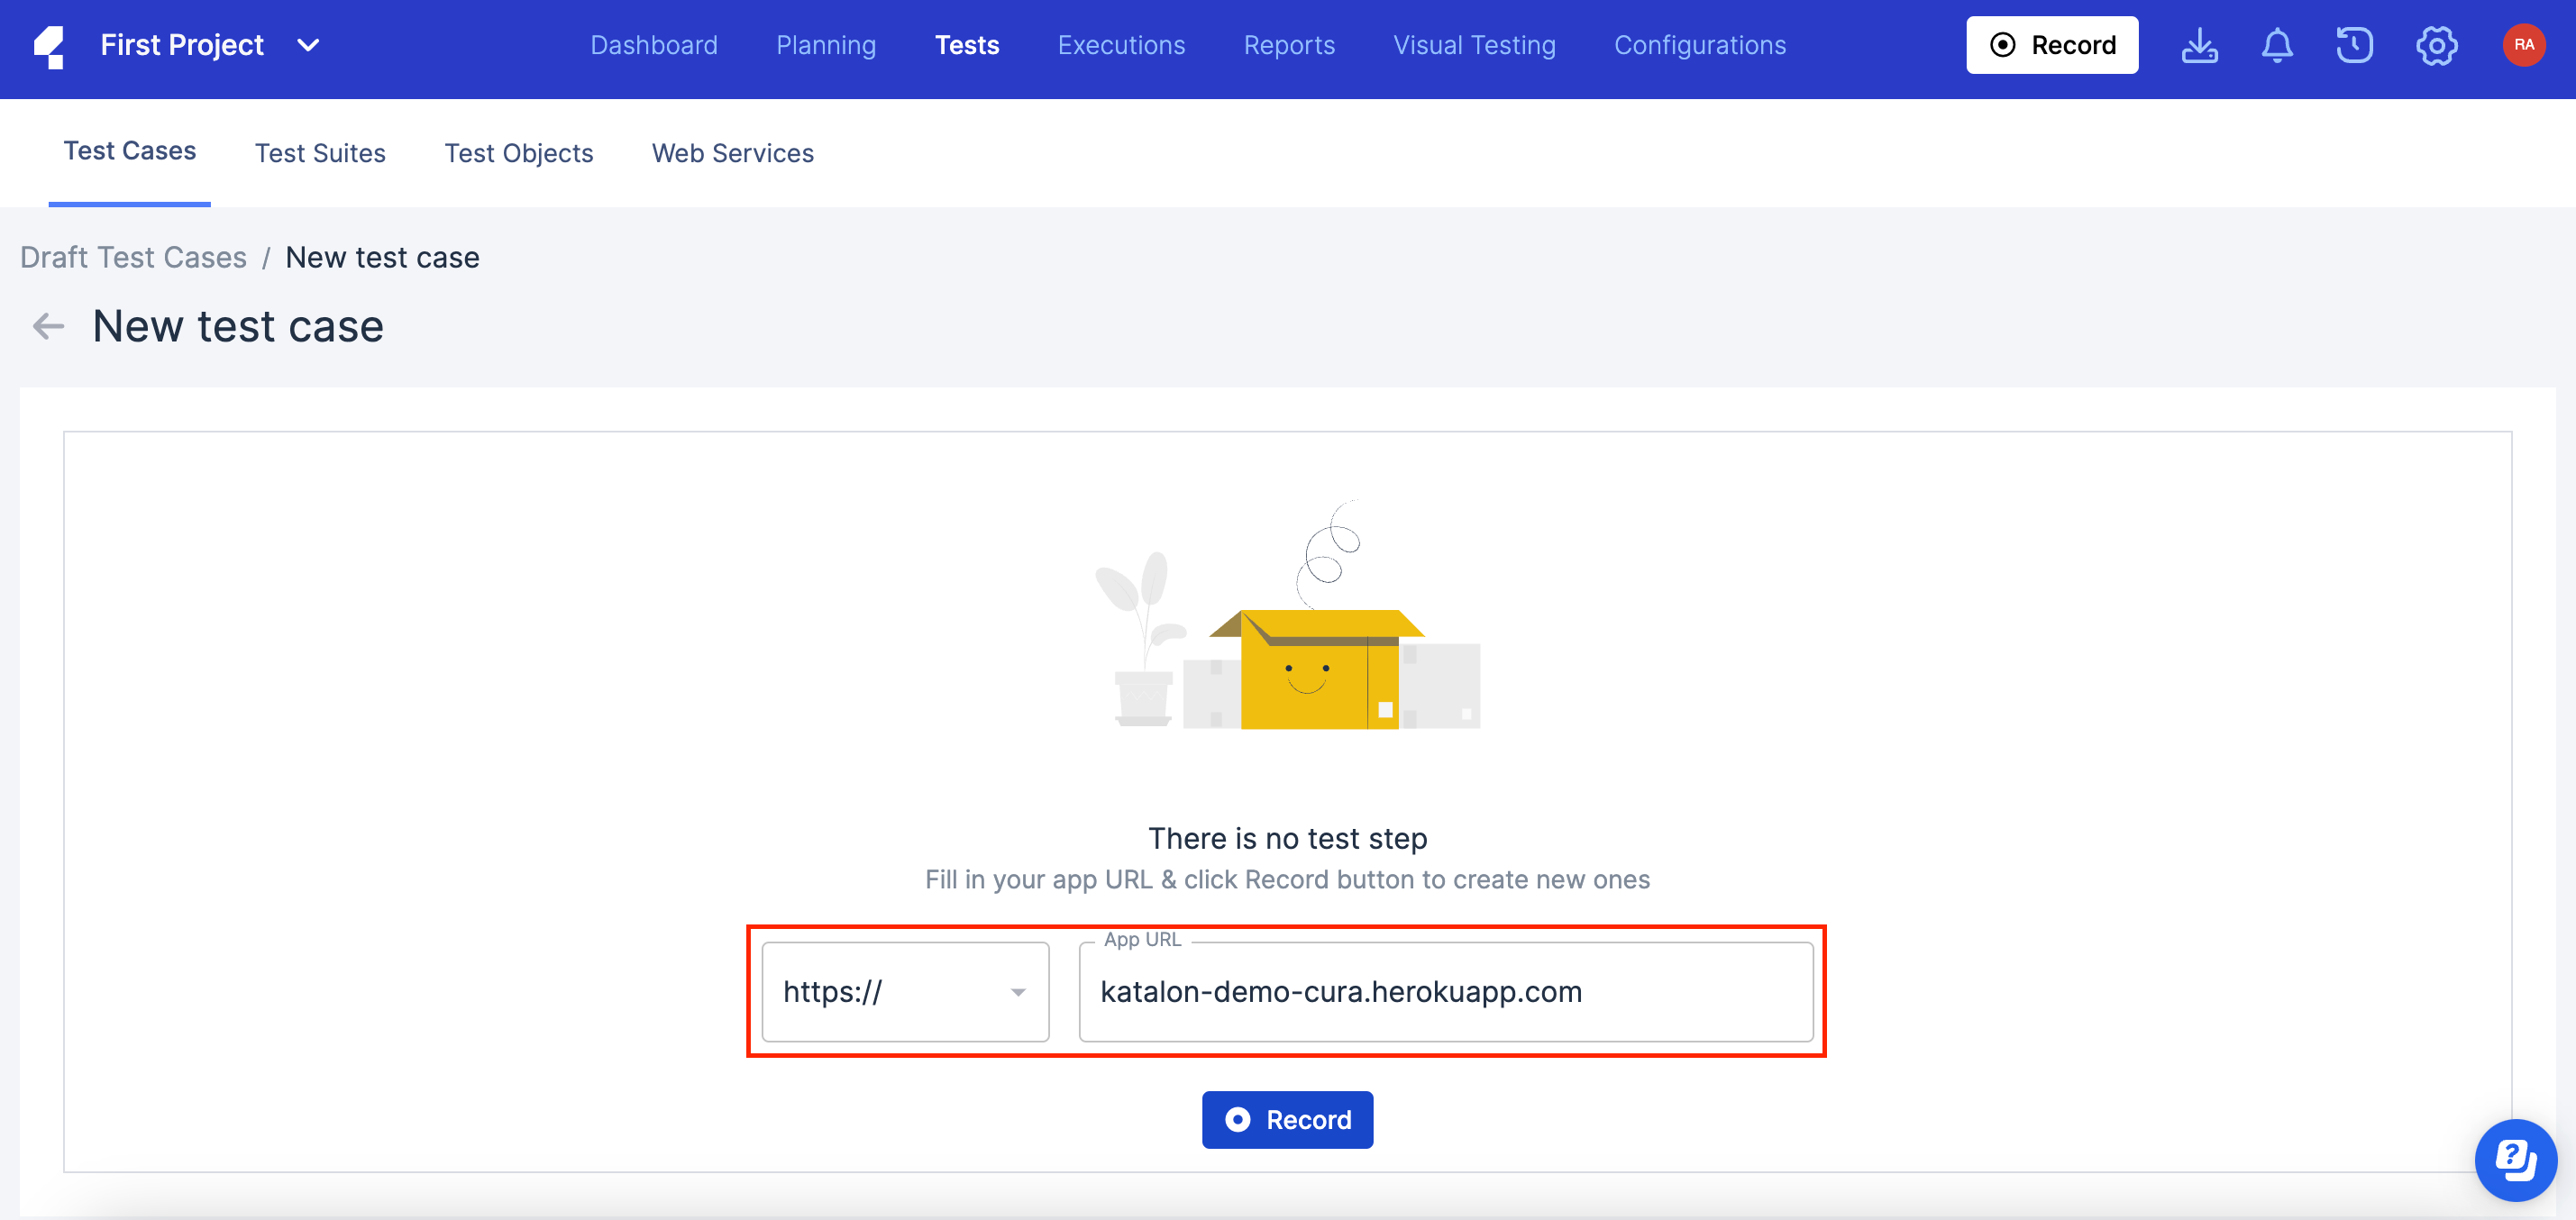 First Project
Dashboard Planning Tests Executions Reports Visual Testing Configurations
Record
RA
Test Cases Test Suites Test Objects Web Services
Draft Test Cases / New test case
New test case
There is no test step
Fill in your app URL & click Record button to create new ones
App URL
https:// katalon-demo-cura.herokuapp.com
Record
?